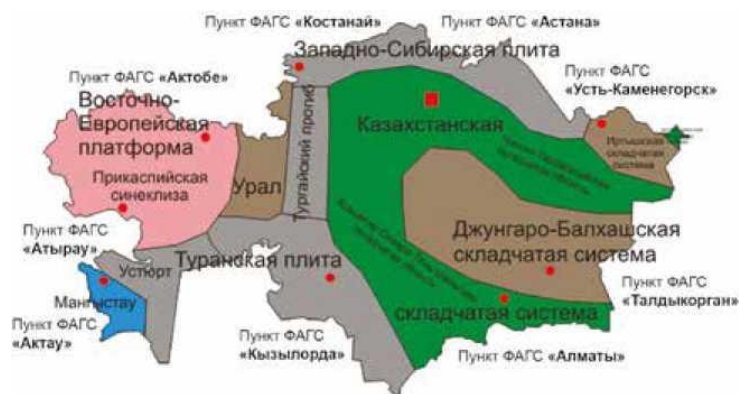 Пункт ФАГС «Костанай»
Пункт ФАГС «Астана»
Западно-Сибирская плита
Пункт ФАГС «Актобе»
Пункт ФАГС
«Усть-Каменегорск»
Восточно-
Европейская
платформа
Тургайский прогиб
Казахстанская
Иртышская
складчатая
система
Прикаспийская
синеклиза
Урал
Джунгаро-Балхашская
складчатая система
Пункт ФАГС
«Атырау»
Устюрт
Туранская плита
Мангыстау
Пункт ФАГС
«Талдыкорган»
складчатая система
Пункт ФАГС
«Актау»
Пункт ФАГС
«Кызылорда»
Пункт ФАГС «Алматы»